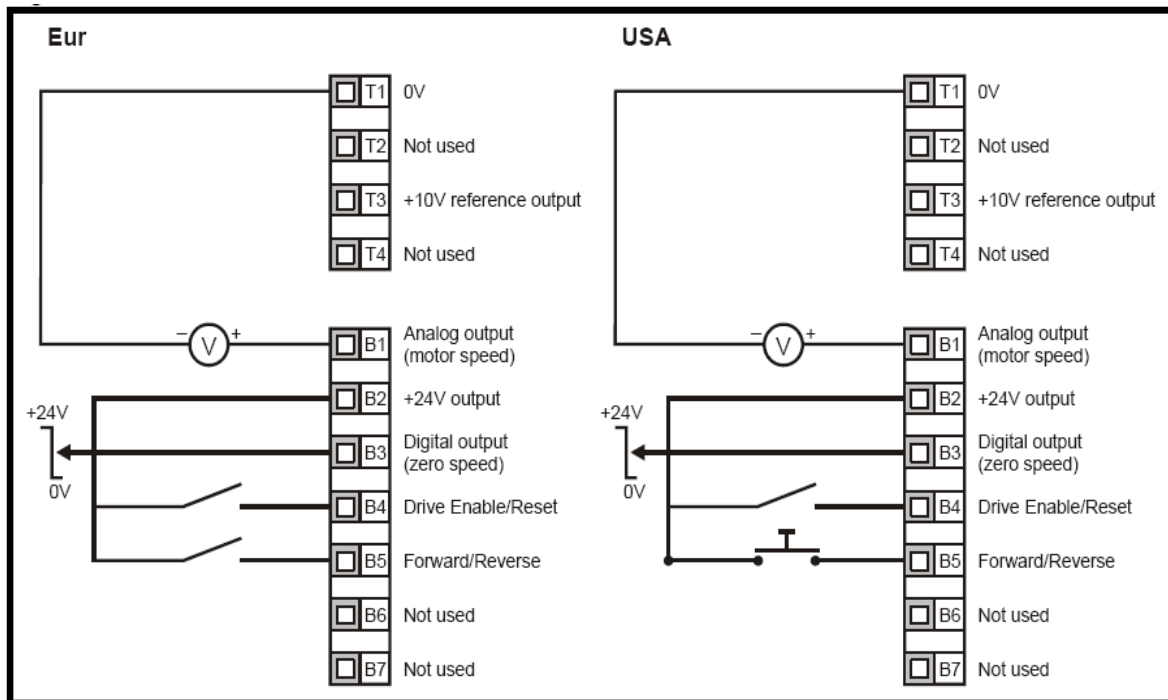 Eur
T1 0V
T2 Not used
T3 +10V reference output
T4 Not used
− V +
B1 Analog output
(motor speed)
B2 +24V output
+24V
0V
B3 Digital output
(zero speed)
B4 Drive Enable/Reset
B5 Forward/Reverse
B6 Not used
B7 Not used
USA
T1 0V
T2 Not used
T3 +10V reference output
T4 Not used
− V +
B1 Analog output
(motor speed)
B2 +24V output
+24V
0V
B3 Digital output
(zero speed)
B4 Drive Enable/Reset
B5 Forward/Reverse
B6 Not used
B7 Not used